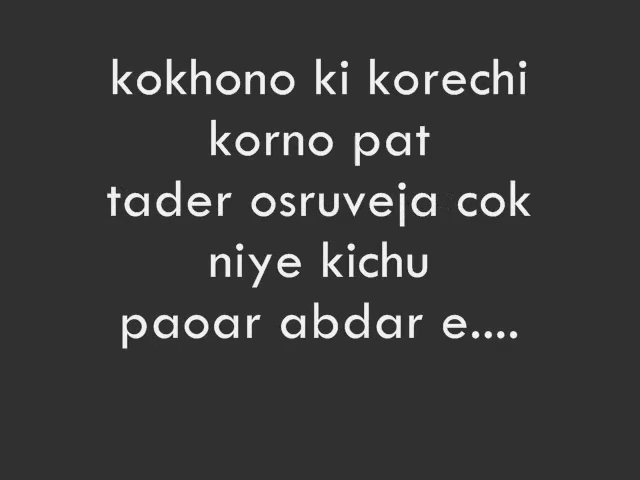 kokhono ki korechi
korno pat
tader osruveja cok
niye kichu
paoar abdar e....